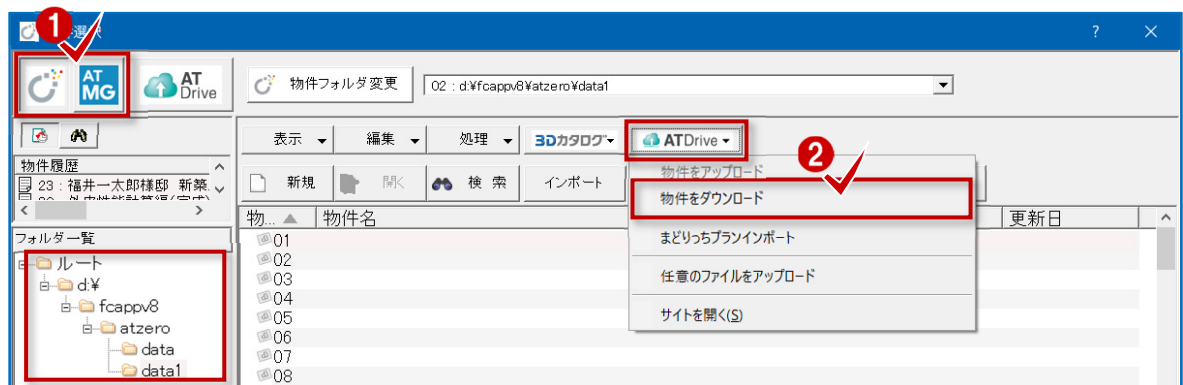 1
選択
? ×
AT
MG
AT
Drive
物件フォルダ変更
02 : d:¥fcappv8¥atzero¥data1
表示
編集
処理
3Dカタログ
ATDrive
2
物件履歴
23 : 福井一太郎様邸 新築.
新規
開く
検 索
インポート
物件をアップロード
物件をダウンロード
まどりっちプランインポート
任意のファイルをアップロード
サイトを開く(S)
物...
物件名
更新日
フォルダ一覧
ルート
d:¥
fcappv8
atzero
data
data1
01
02
03
04
05
06
07
08